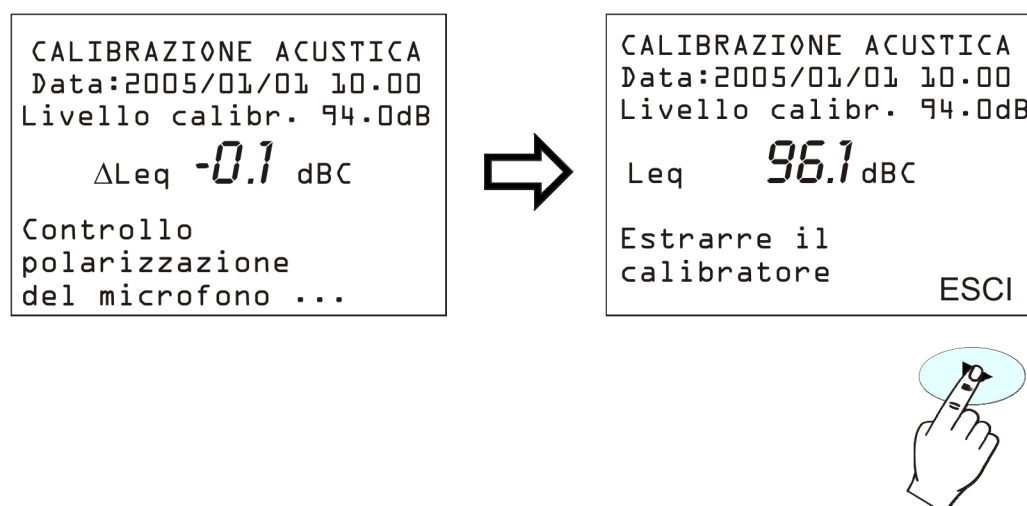 CALIBRAZIONE ACUSTICA
Data:2005/01/01 10.00
Livello calibr. 94.0dB
ΔLeq -0.1 dBC
Controllo
polarizzazione
del microfono ...
CALIBRAZIONE ACUSTICA
Data:2005/01/01 10.00
Livello calibr. 94.0dB
Leq 96.1 dBC
Estrarre il
calibratore
ESCI